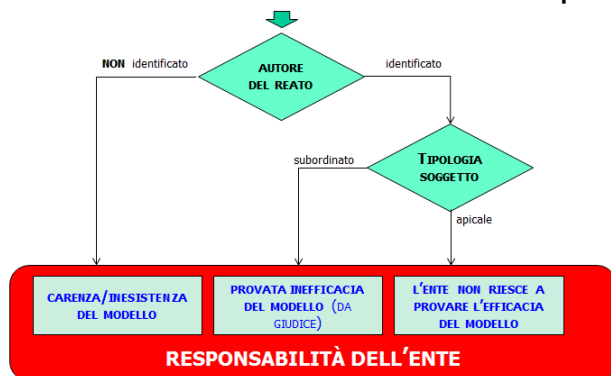 NON identificato
AUTORE
DEL REATO
identificato
subordinato
TIPOLOGIA
SOGGETTO
apicale
CARENZA/INESISTENZA
DEL MODELLO
PROVATA INEFFICACIA
DEL MODELLO (DA
GIUDICE)
L'ENTE NON RIESCE A
PROVARE L'EFFICACIA
DEL MODELLO
RESPONSABILITÀ DELL'ENTE